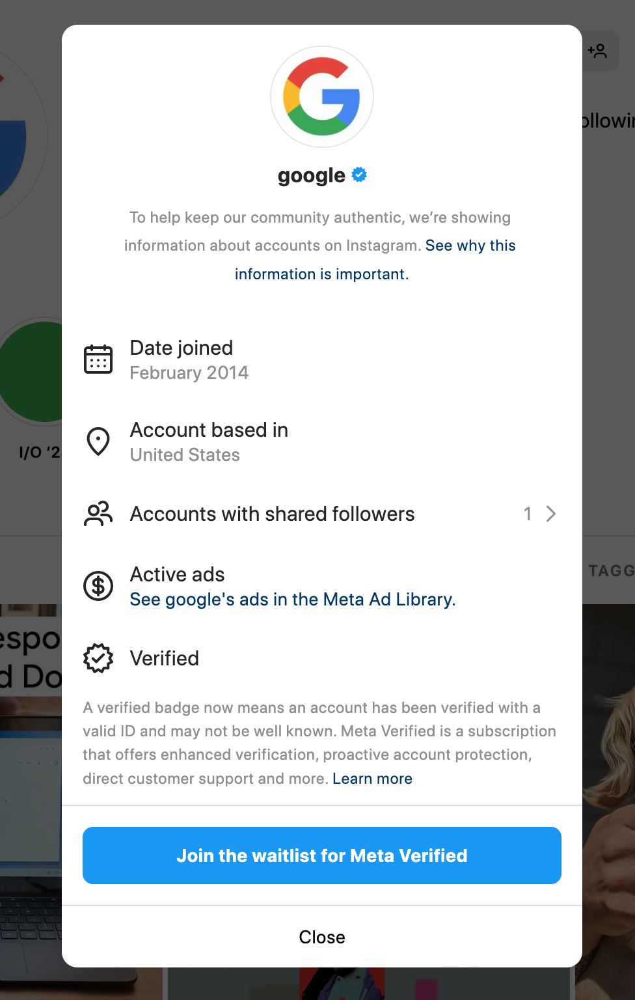 google
To help keep our community authentic, we’re showing
information about accounts on Instagram. See why this
information is important.
Date joined
February 2014
Account based in
United States
Accounts with shared followers 1
Active ads
See google's ads in the Meta Ad Library.
Verified
A verified badge now means an account has been verified with a
valid ID and may not be well known. Meta Verified is a subscription
that offers enhanced verification, proactive account protection,
direct customer support and more. Learn more
Join the waitlist for Meta Verified
Close
ollowin
I/O ‘2
TAGG
espo
d Do